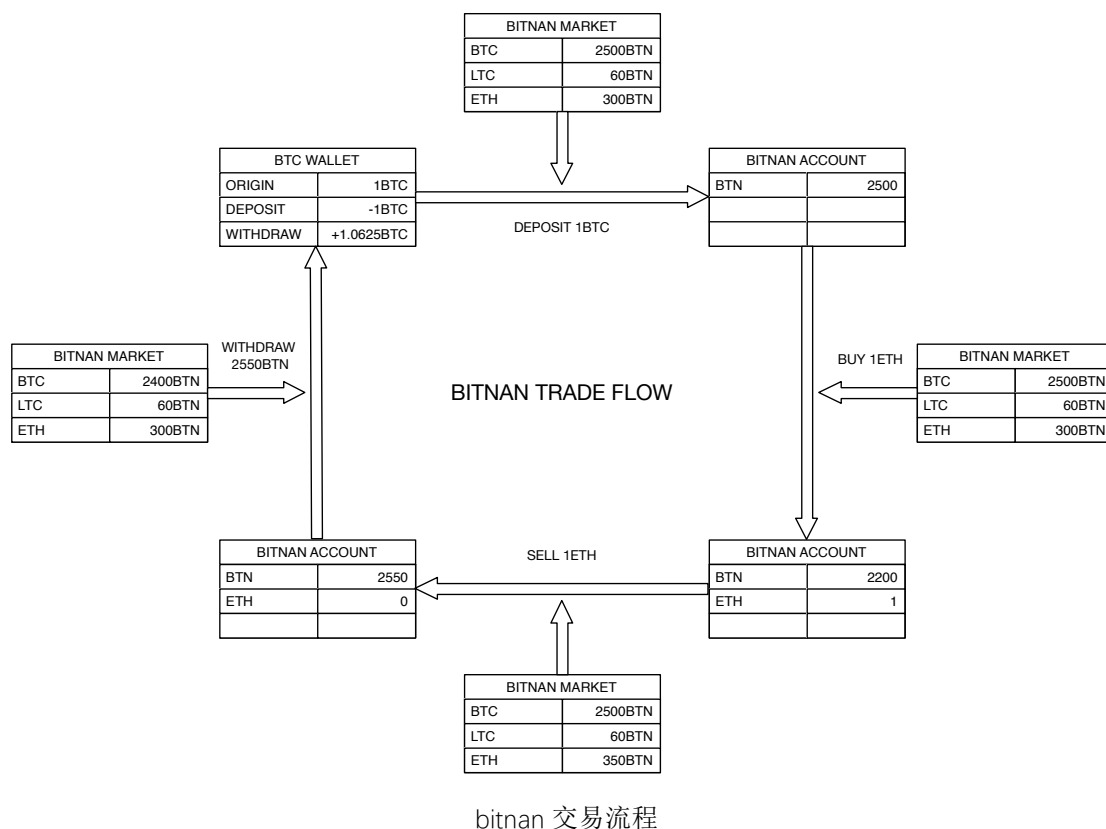 BITNAN MARKET
BTC 2500BTN
LTC 60BTN
ETH 300BTN
BTC WALLET
ORIGIN 1BTC
DEPOSIT -1BTC
WITHDRAW +1.0625BTC
DEPOSIT 1BTC
BITNAN ACCOUNT
BTN 2500
BITNAN MARKET
BTC 2400BTN
LTC 60BTN
ETH 300BTN
WITHDRAW
2550BTN
BITNAN TRADE FLOW
BUY 1ETH
BITNAN MARKET
BTC 2500BTN
LTC 60BTN
ETH 300BTN
BITNAN ACCOUNT
BTN 2550
ETH 0
SELL 1ETH
BITNAN ACCOUNT
BTN 2200
ETH 1
BITNAN MARKET
BTC 2500BTN
LTC 60BTN
ETH 350BTN
bitnan 交易流程